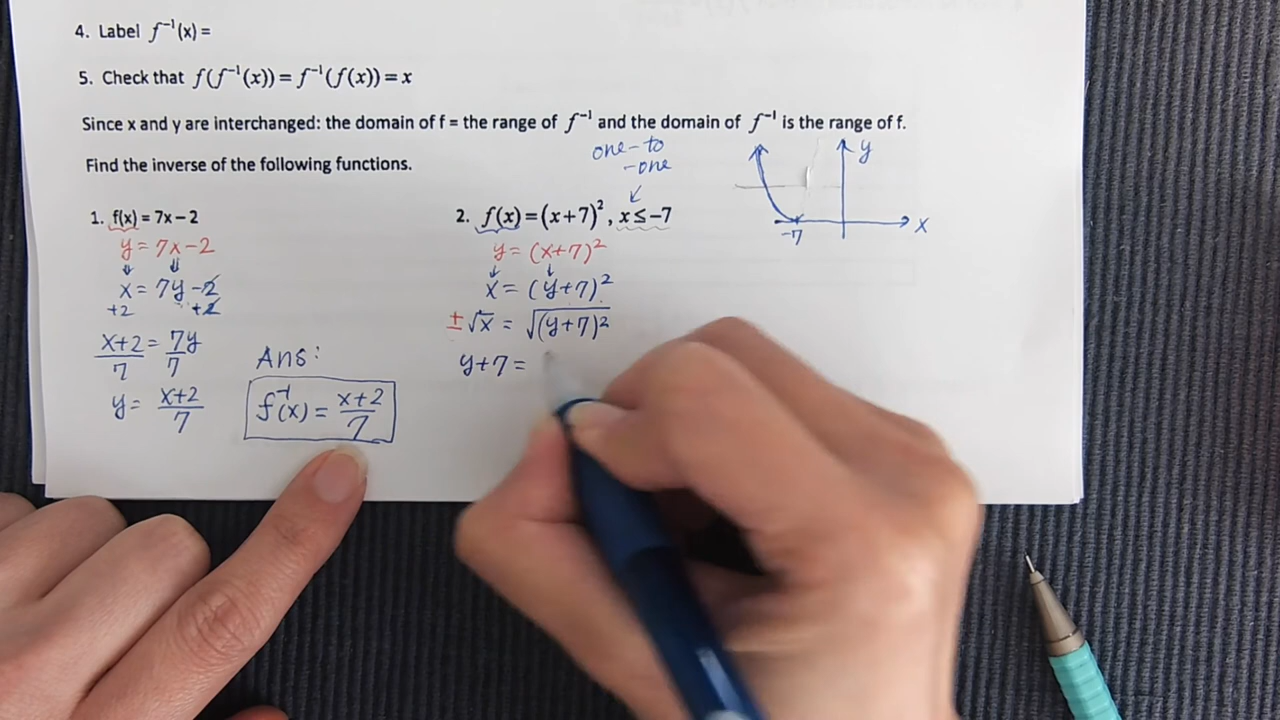 4. Label f⁻¹(x) =
5. Check that f(f⁻¹(x)) = f⁻¹(f(x)) = x
Since x and y are interchanged: the domain of f = the range of f⁻¹ and the domain of f⁻¹ is the range of f.
Find the inverse of the following functions.
1. f(x) = 7x – 2
y = 7x - 2
x = 7y - 2
+2 +2
x+2 = 7y
7 7
y = x+2
7
Ans:
f⁻¹(x) = x+2
7
one-to
-one
2. f(x) = (x+7)², x ≤ -7
y = (x+7)²
x = (y+7)²
± √x = √(y+7)²
y+7 =
y
x
-7